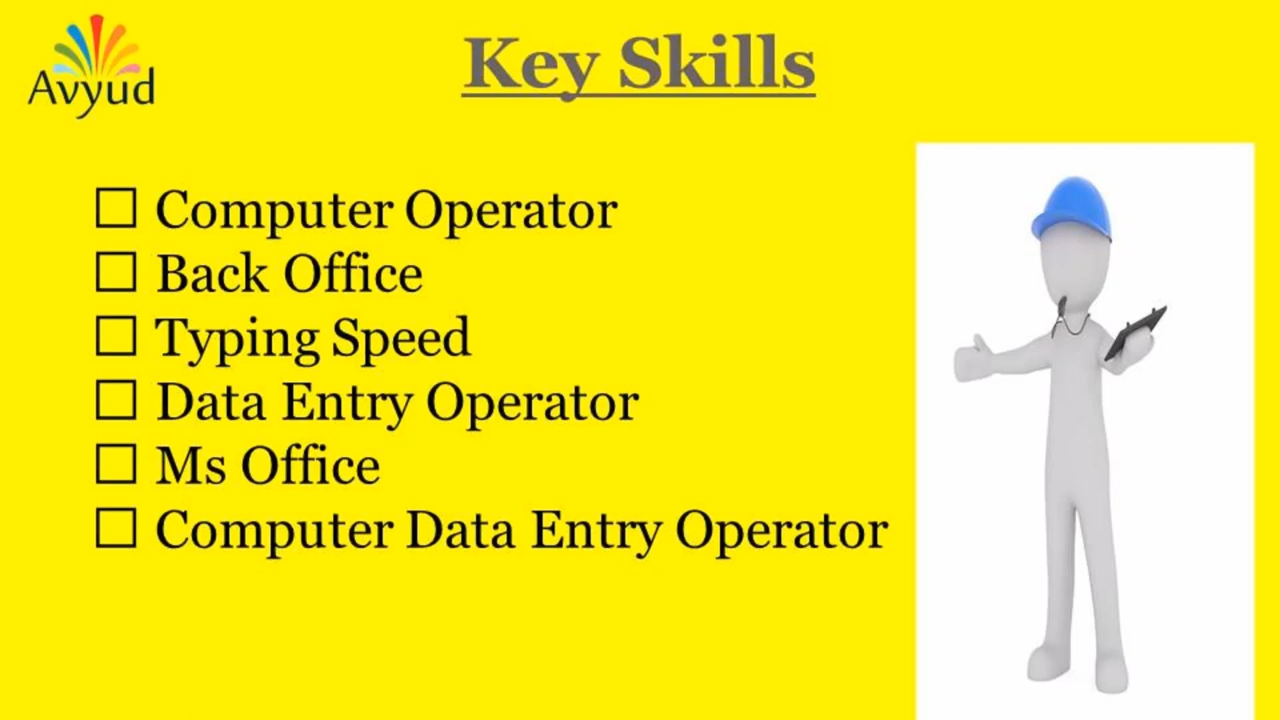 Avyud
Key Skills
☐ Computer Operator
☐ Back Office
☐ Typing Speed
☐ Data Entry Operator
☐ Ms Office
☐ Computer Data Entry Operator